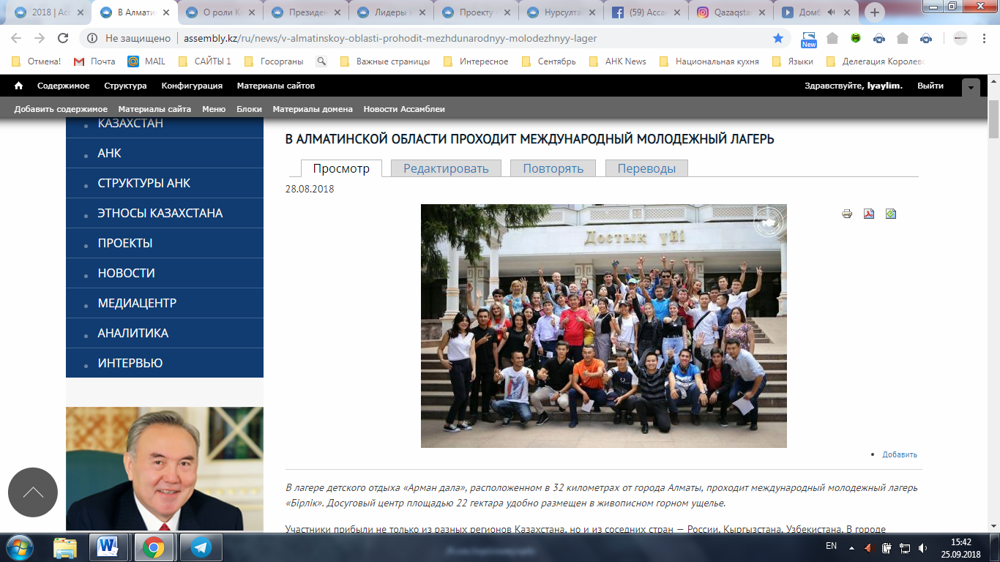 2018 | Асс
В Алмати
О роли К
Президен
Лидеры
Проекту
Нурсулта
(59) Ассам
Qazaqsta
Домб
Не защищено | assembly.kz/ru/news/v-almatinskoy-oblasti-prohodit-mezhdunarodnyy-molodezhnyy-lager
New
Отмена! Почта MAIL САЙТЫ 1 Госорганы Важные страницы Интересное Сентябрь АНК News Национальная кухня Языки Делегация Королевс
Содержимое Структура Конфигурация Материалы сайтов Здравствуйте, lyaylim. Выйти
Добавить содержимое Материалы сайта Меню Блоки Материалы домена Новости Ассамблеи
КАЗАХСТАН
АНК
СТРУКТУРЫ АНК
ЭТНОСЫ КАЗАХСТАНА
ПРОЕКТЫ
НОВОСТИ
МЕДИАЦЕНТР
АНАЛИТИКА
ИНТЕРВЬЮ
В АЛМАТИНСКОЙ ОБЛАСТИ ПРОХОДИТ МЕЖДУНАРОДНЫЙ МОЛОДЕЖНЫЙ ЛАГЕРЬ
Просмотр Редактировать Повторять Переводы
28.08.2018
Достық үйі
Добавить
В лагере детского отдыха «Арман дала», расположенном в 32 километрах от города Алматы, проходит международный молодежный лагерь
«Бірлік». Досуговый центр площадью 22 гектара удобно размещен в живописном горном ущелье.
Участники прибыли не только из разных регионов Казахстана, но и из соседних стран — России, Кыргызстана, Узбекистана. В городе
EN
15:42
25.09.2018